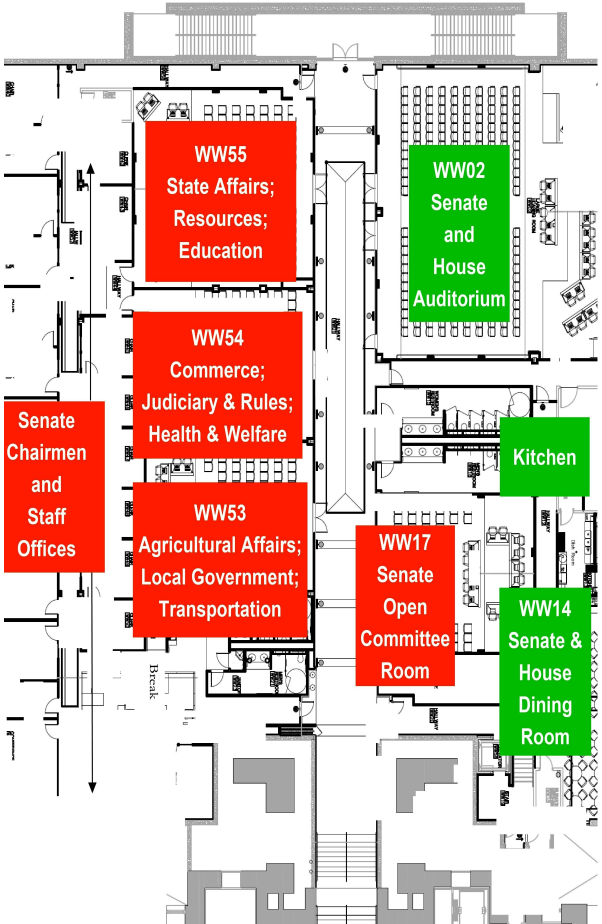 WW55
State Affairs;
Resources;
Education
WW02
Senate
and
House
Auditorium
WW54
Commerce;
Judiciary & Rules;
Health & Welfare
Senate
Chairmen
and
Staff
Offices
Kitchen
WW53
Agricultural Affairs;
Local Government;
Transportation
WW17
Senate
Open
Committee
Room
WW14
Senate &
House
Dining
Room
Break